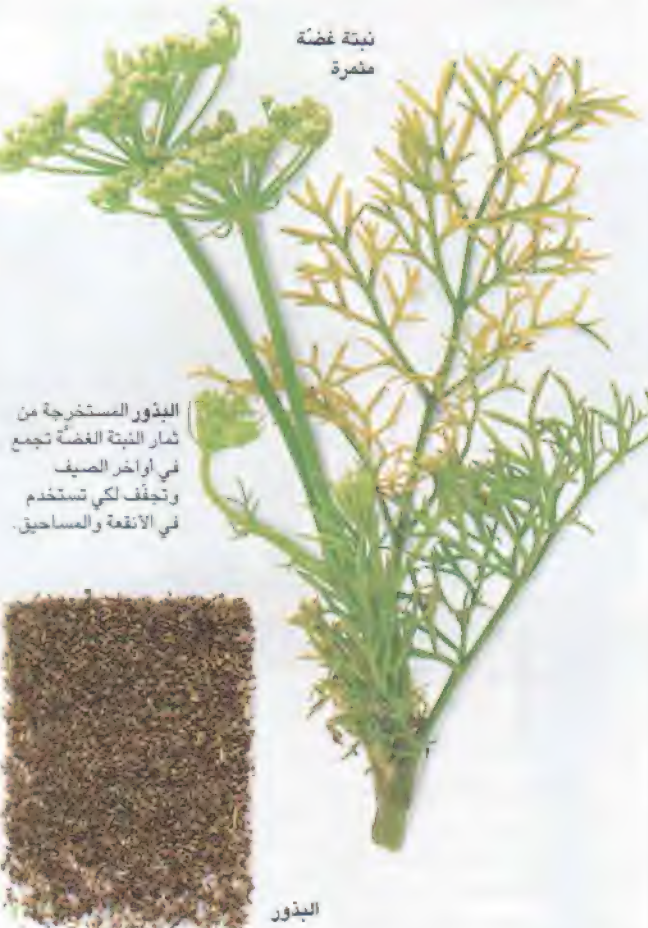 نبتة غضّة
مثمرة
البذور المستخرجة من
ثمار النبتة الغضّة تجمع
في أواخر الصيف
وتجفّف لكي تستخدم
في الأنقعة والمساحيق.
البذور